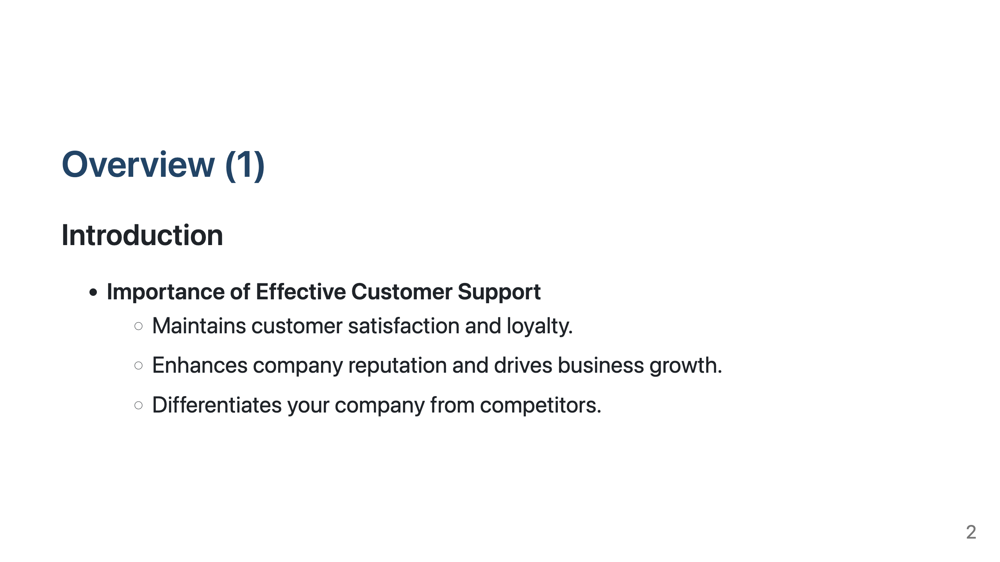 Overview (1)
Introduction
• Importance of Effective Customer Support
○ Maintains customer satisfaction and loyalty.
○ Enhances company reputation and drives business growth.
○ Differentiates your company from competitors.
2